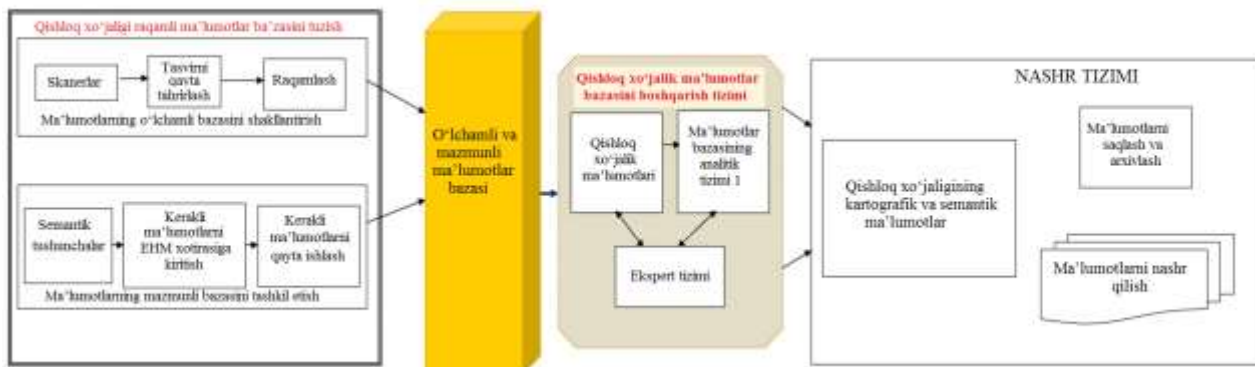 Qishloq xo‘jaligi raqamli ma’lumotlar ba’zasini tuzish
Skanerlar
Tasvirni
qayta
tahrirlash
Raqamlash
Ma’lumotlarning o‘lchamli bazasini shakllantirish
Semantik
tushunchalar
Kerakli
ma’lumotlarni
EHM xotirasiga
kiritish
Kerakli
ma’lumotlarni
qayta ishlash
Ma’lumotlarning mazmunli bazasini tashkil etish
O‘lchamli va
mazmunli
ma’lumotlar
bazasi
Qishloq xo‘jalik ma’lumotlar
bazasini boshqarish tizimi
Qishloq
xo‘jalik
ma’lumotlari
Ma’lumotlar
bazasining
analitik
tizimi 1
Ekspert tizimi
NASHR TIZIMI
Qishloq xo‘jaligining
kartografik va semantik
ma’lumotlar
Ma’lumotlarni
saqlash va
arxivlash
Ma’lumotlarni nashr
qilish